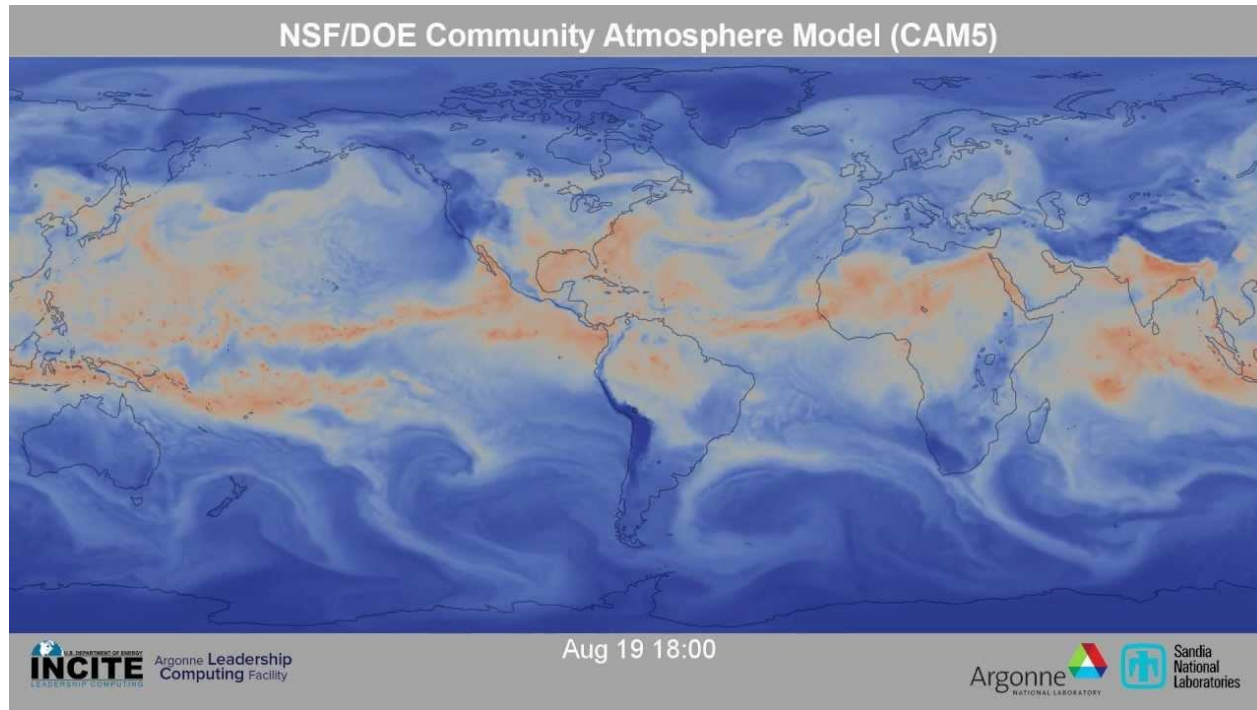 NSF/DOE Community Atmosphere Model (CAM5)
Aug 19 18:00
U.S. DEPARTMENT OF ENERGY
INCITE
LEADERSHIP COMPUTING
Argonne Leadership
Computing Facility
Argonne
NATIONAL LABORATORY
Sandia
National
Laboratories